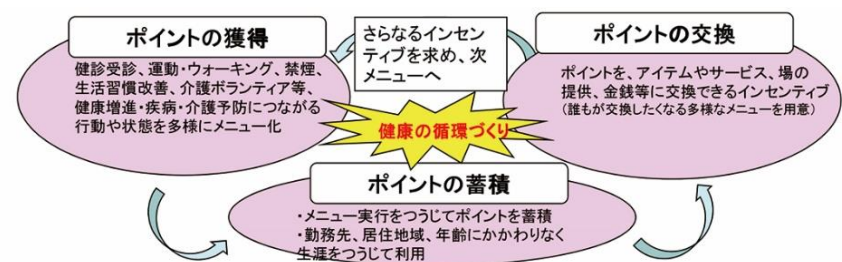 ポイントの獲得
健診受診、運動・ウォーキング、禁煙、
生活習慣改善、介護ボランティア等、
健康増進・疾病・介護予防につながる
行動や状態を多様にメニュー化
さらなるインセン
ティブを求め、次
メニューへ
ポイントの交換
ポイントを、アイテムやサービス、場の
提供、金銭等に交換できるインセンティブ
(誰もが交換したくなる多様なメニューを用意)
健康の循環づくり
ポイントの蓄積
・メニュー実行をつうじてポイントを蓄積
・勤務先、居住地域、年齢にかかわりなく
生涯をつうじて利用